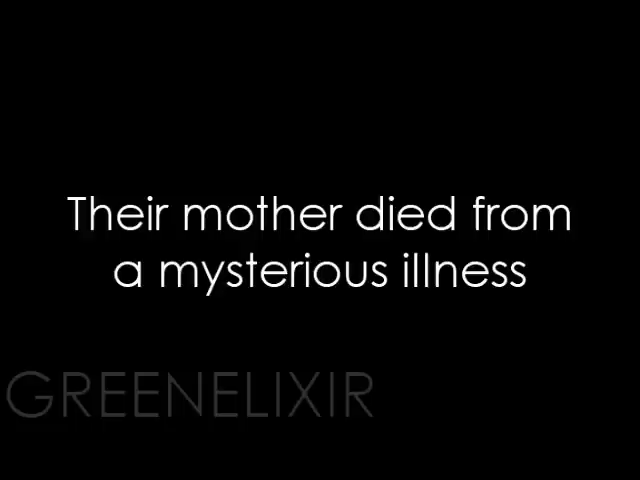 Their mother died from
a mysterious illness
GREENELIXIR